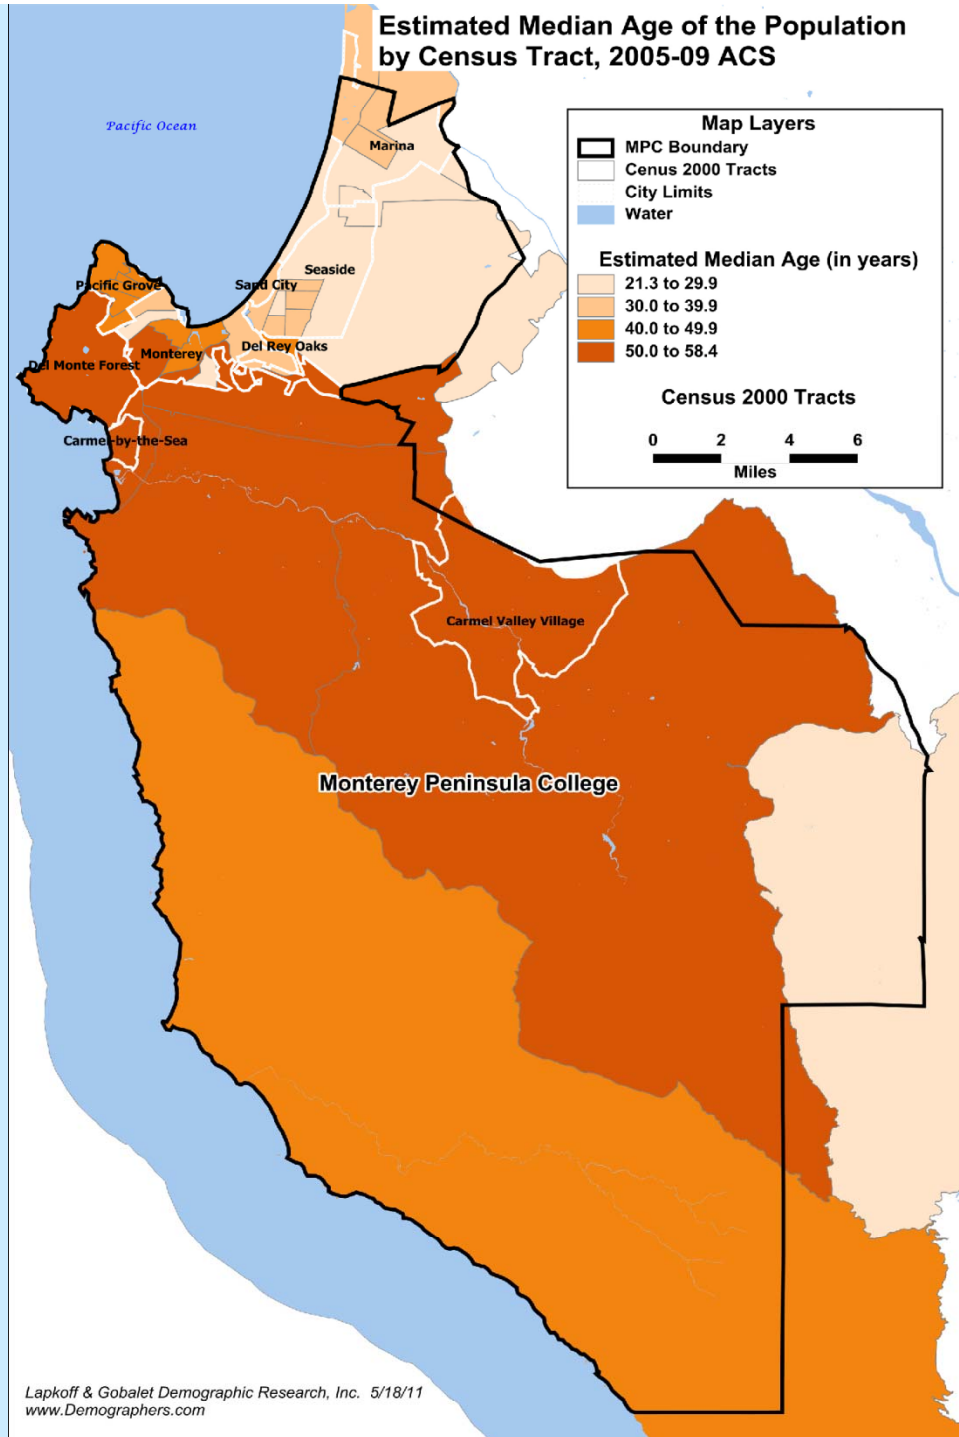 Estimated Median Age of the Population
by Census Tract, 2005-09 ACS
Pacific Ocean
Map Layers
MPC Boundary
Cenus 2000 Tracts
City Limits
Water
Estimated Median Age (in years)
21.3 to 29.9
30.0 to 39.9
40.0 to 49.9
50.0 to 58.4
Census 2000 Tracts
0 2 4 6
Miles
Marina
Seaside
Sand City
Pacific Grove
Del Rey Oaks
Monterey
Del Monte Forest
Carmel-by-the-Sea
Carmel Valley Village
Monterey Peninsula College
Lapkoff & Gobalet Demographic Research, Inc. 5/18/11
www.Demographers.com